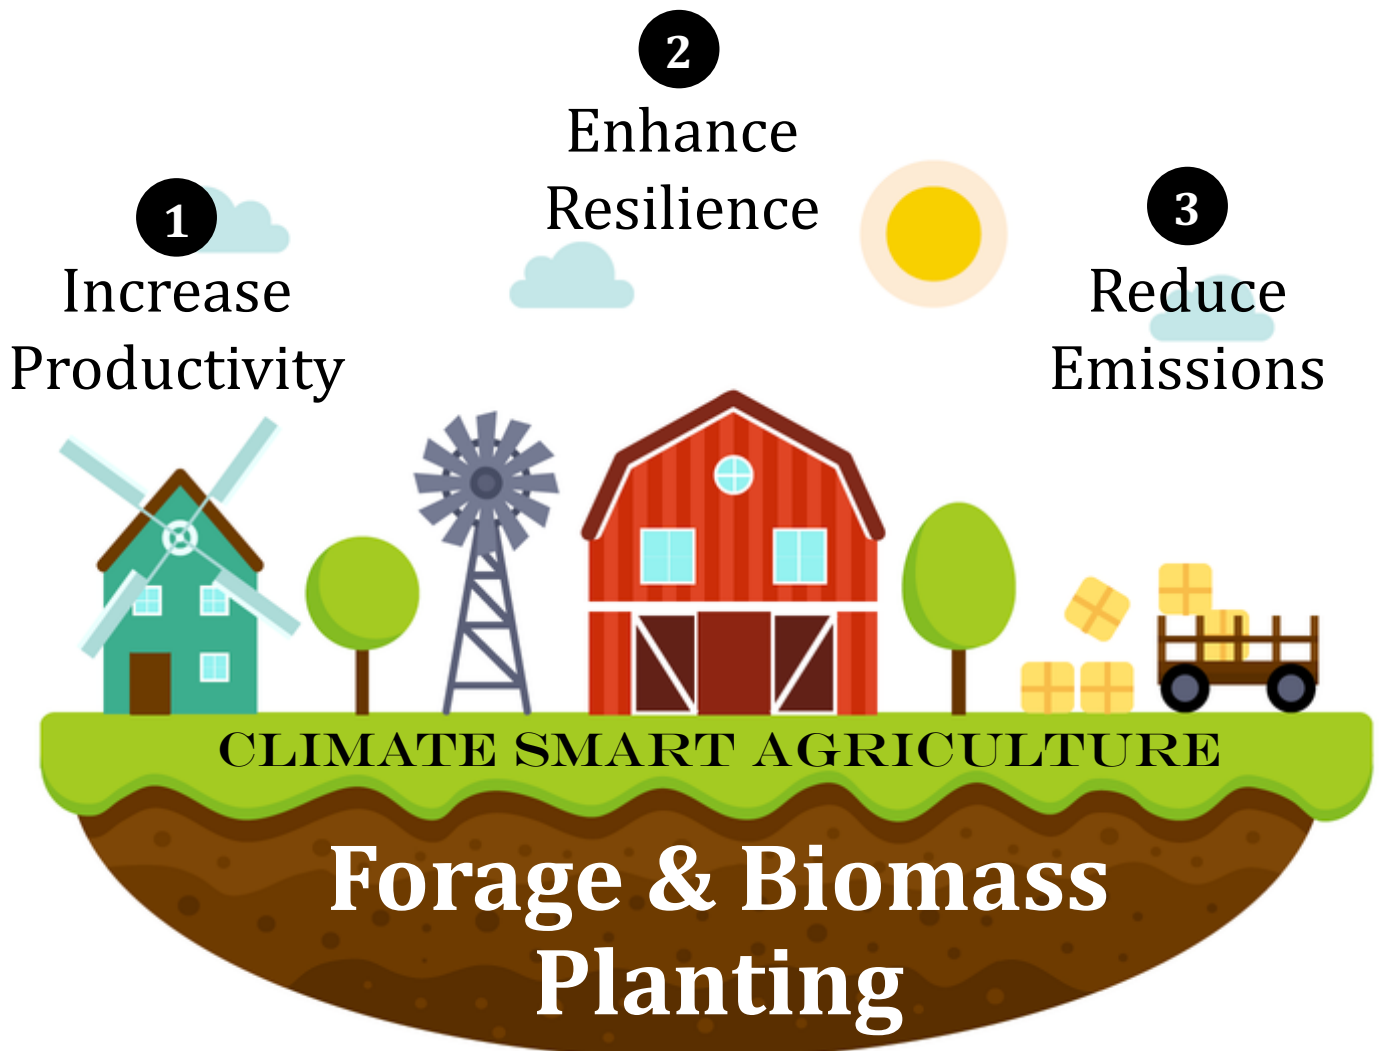 1
Increase
Productivity
2
Enhance
Resilience
3
Reduce
Emissions
CLIMATE SMART AGRICULTURE
Forage & Biomass
Planting